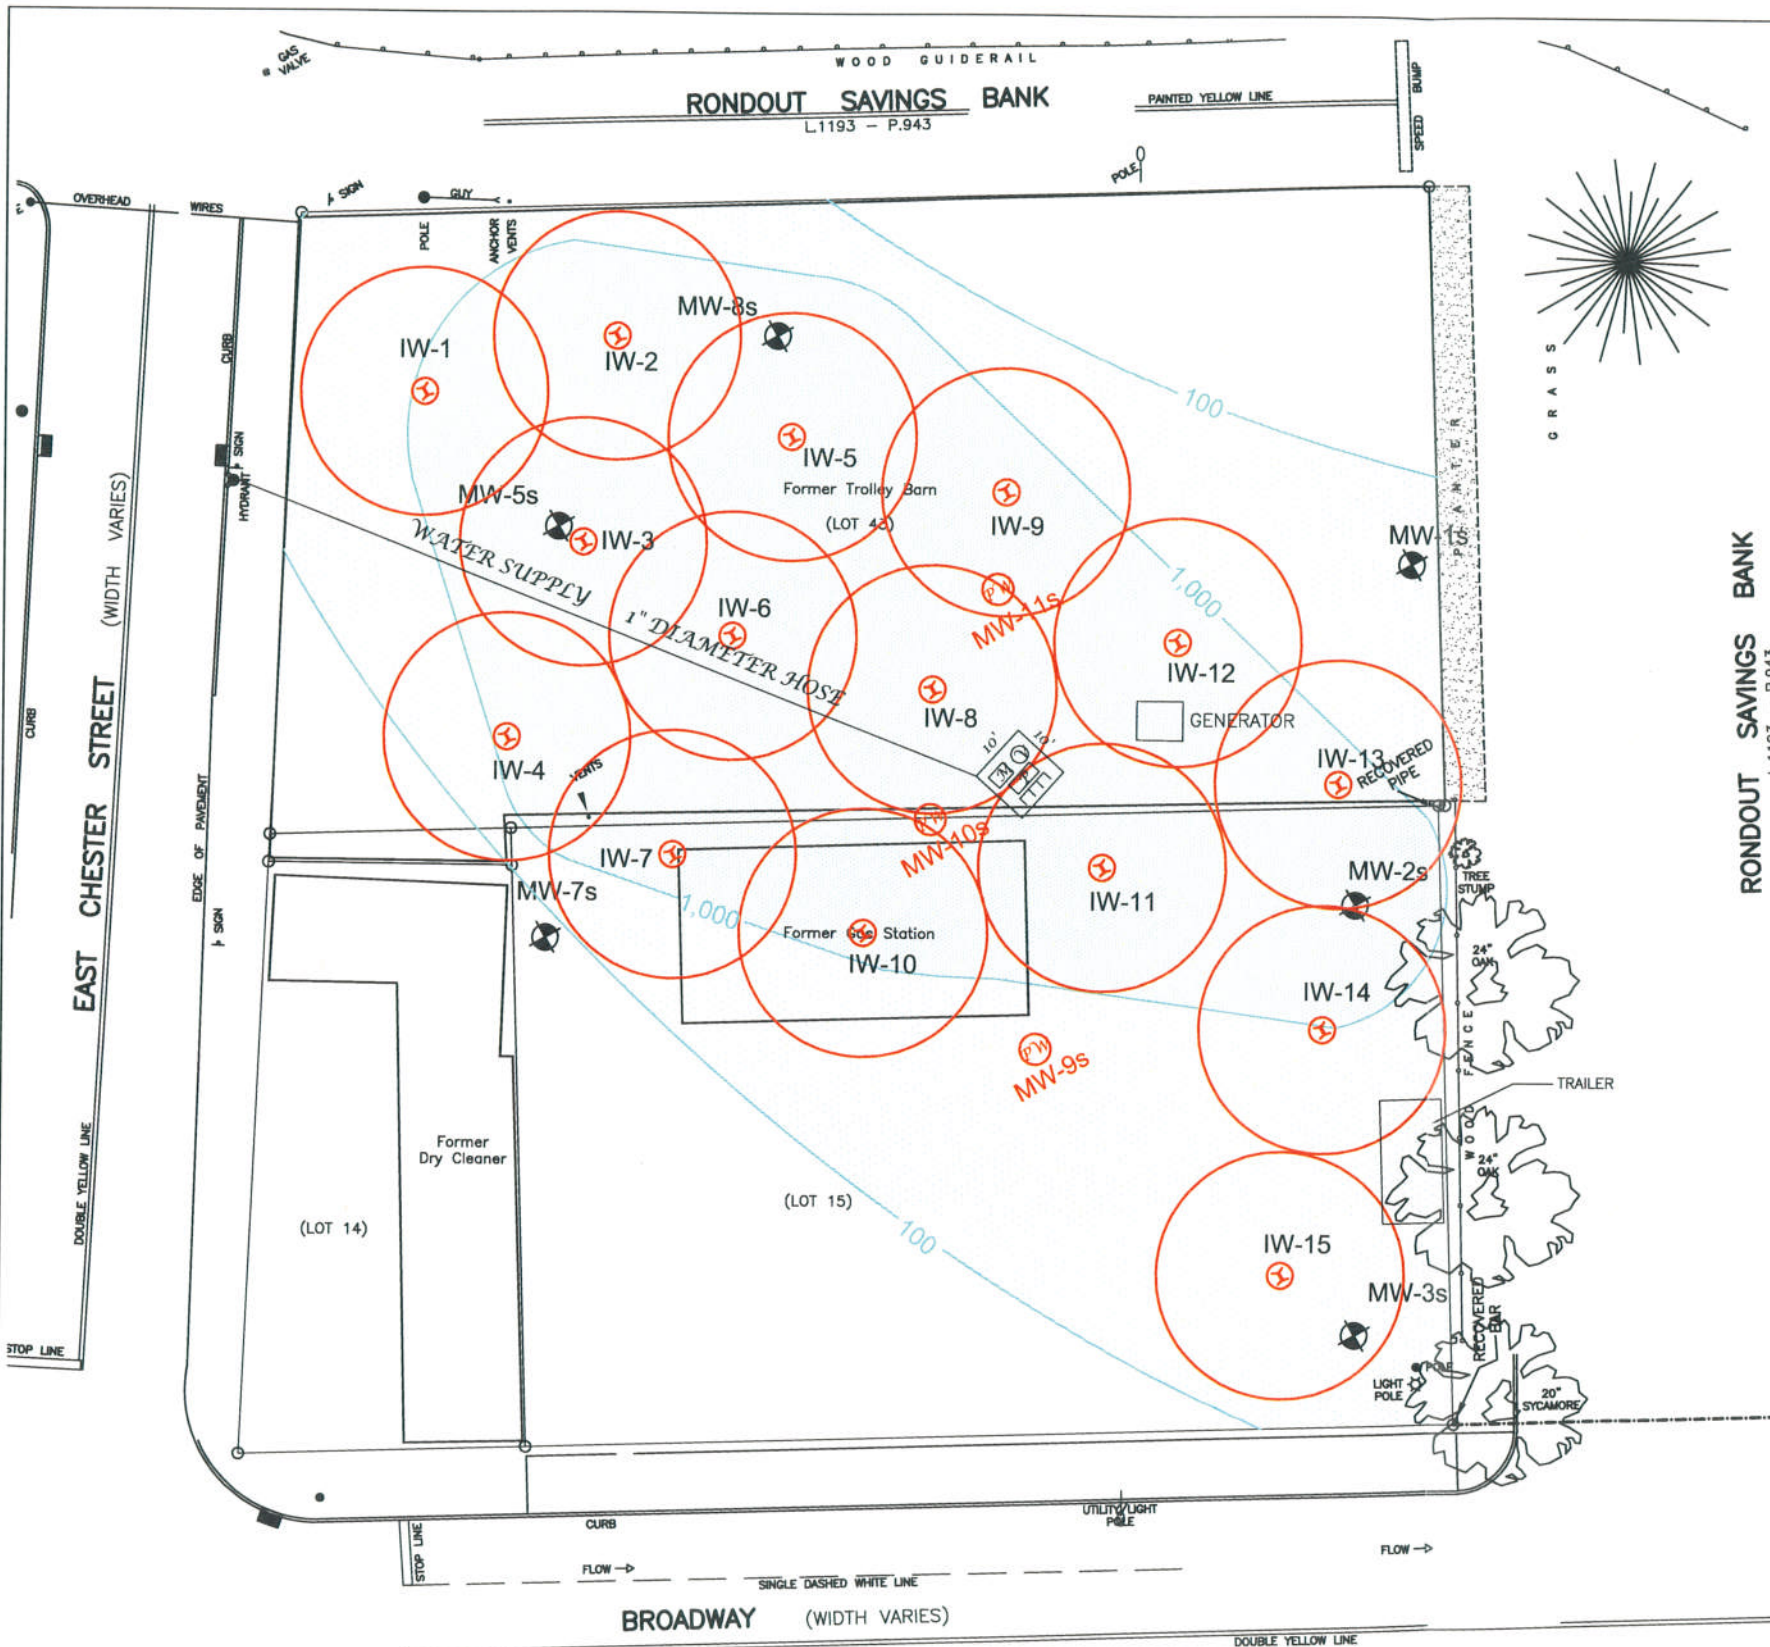 GAS
VALVE
WOOD GUIDERAIL
RONDOUT SAVINGS BANK
L.1193 - P.943
PAINTED YELLOW LINE
SPEED BUMP
POLE
SIGN
GUY
OVERHEAD WIRES
POLE
ANCHOR
VENTS
CURB
MW-8s
IW-1
IW-2
100
GRASS
IW-5
SIGN
HYDRANT
Former Trolley Barn
(LOT 43)
MW-5s
IW-3
IW-9
PLANTER
MW-1s
WATER SUPPLY 1" DIAMETER HOSE
1,000
PW
MW-11s
IW-6
IW-12
IW-8
GENERATOR
EAST CHESTER STREET (WIDTH VARIES)
CURB
RONDOUT SAVINGS BANK
IW-4
VENTS
10'
10'
M
P
IW-13
RECOVERED
PIPE
EDGE OF PAVEMENT
IW-7
PW
MW-10s
MW-7s
1,000
IW-11
MW-2s
TREE
STUMP
SIGN
Former Gas Station
IW-10
24"
OAK
IW-14
PW
MW-9s
WOOD FENCE
TRAILER
Former
Dry Cleaner
24"
OAK
(LOT 14)
(LOT 15)
100
DOUBLE YELLOW LINE
IW-15
MW-3s
RECOVERED
BAR
STOP LINE
POLE
LIGHT
POLE
20"
SYCAMORE
UTILITY/LIGHT
POLE
CURB
STOP LINE
FLOW
FLOW
SINGLE DASHED WHITE LINE
BROADWAY (WIDTH VARIES)
DOUBLE YELLOW LINE